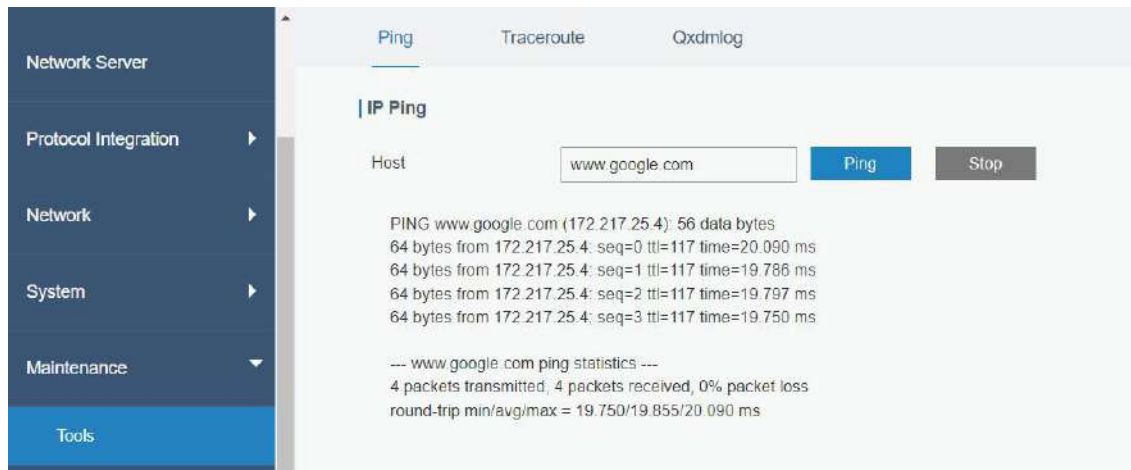 Network Server
Protocol Integration
Network
System
Maintenance
Tools
Ping Traceroute Qxdmlog
IP Ping
Host www.google.com Ping Stop
PING www.google.com (172.217.25.4): 56 data bytes
64 bytes from 172.217.25.4: seq=0 ttl=117 time=20.090 ms
64 bytes from 172.217.25.4: seq=1 ttl=117 time=19.786 ms
64 bytes from 172.217.25.4: seq=2 ttl=117 time=19.797 ms
64 bytes from 172.217.25.4: seq=3 ttl=117 time=19.750 ms
--- www.google.com ping statistics ---
4 packets transmitted, 4 packets received, 0% packet loss
round-trip min/avg/max = 19.750/19.855/20.090 ms